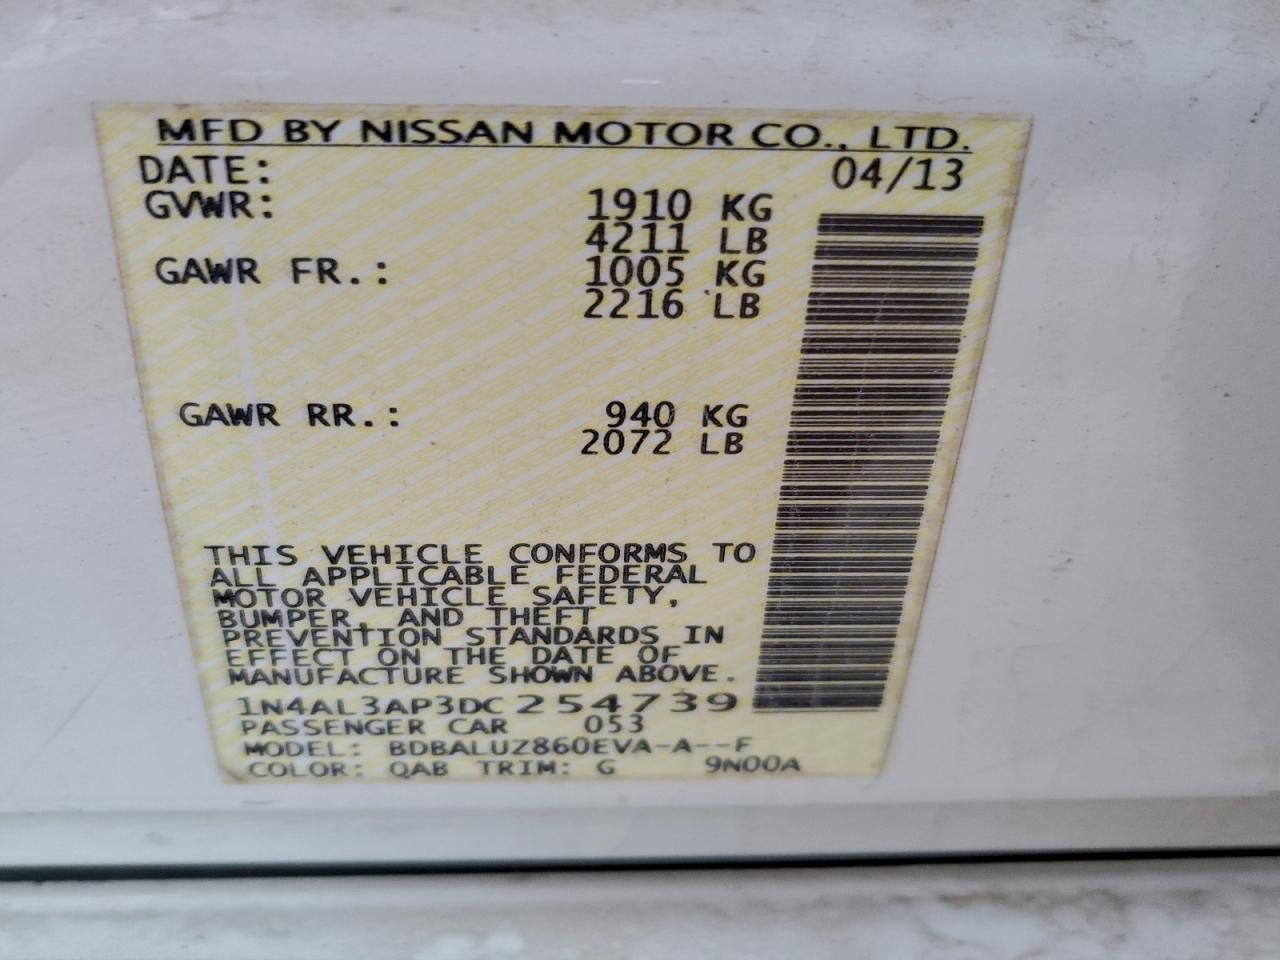 MFD BY NISSAN MOTOR CO., LTD.
DATE: 04/13
GVWR: 1910 KG
4211 LB
GAWR FR.: 1005 KG
2216 LB
GAWR RR.: 940 KG
2072 LB
THIS VEHICLE CONFORMS TO
ALL APPLICABLE FEDERAL
MOTOR VEHICLE SAFETY,
BUMPER, AND THEFT
PREVENTION STANDARDS IN
EFFECT ON THE DATE OF
MANUFACTURE SHOWN ABOVE.
1N4AL3AP3DC254739
PASSENGER CAR 053
MODEL: BDBALUZ860EVA-A--F
COLOR: QAB TRIM: G 9N00A